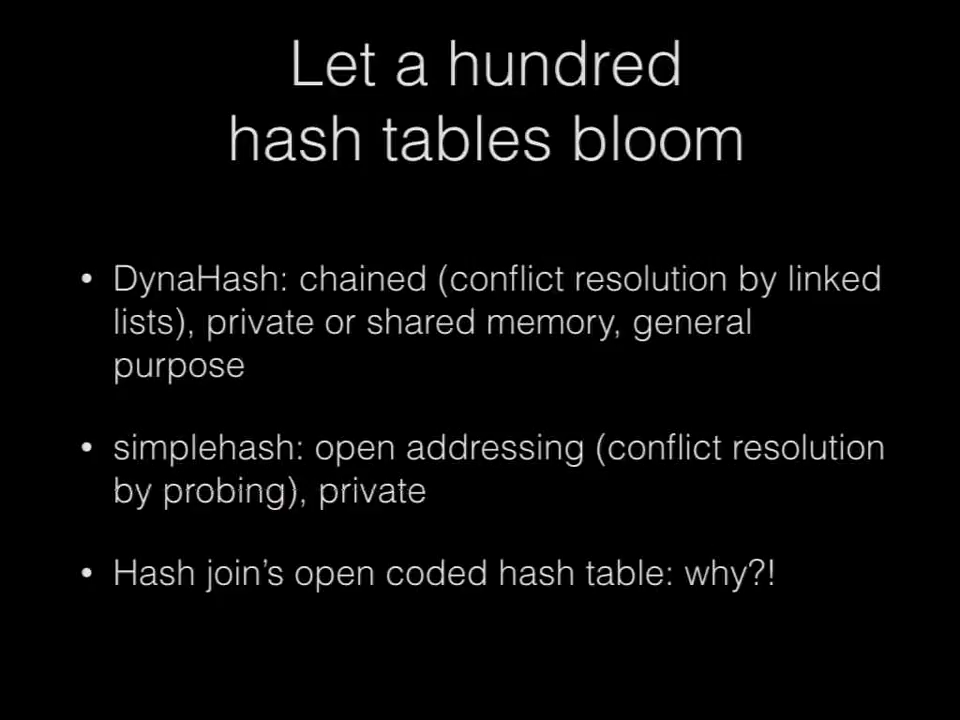 Let a hundred
hash tables bloom
• DynaHash: chained (conflict resolution by linked
lists), private or shared memory, general
purpose
• simplehash: open addressing (conflict resolution
by probing), private
• Hash join’s open coded hash table: why?!